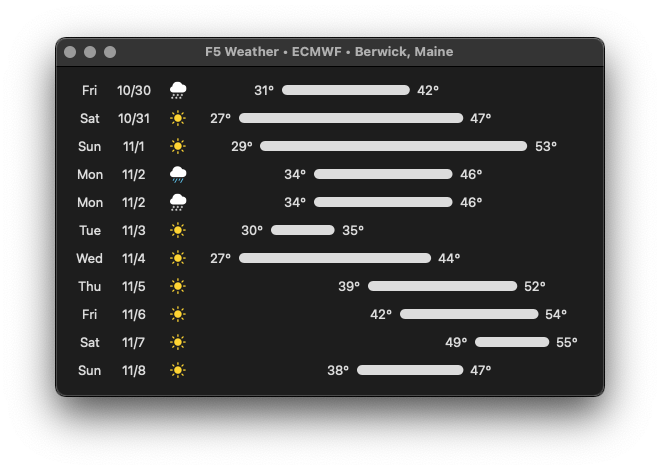 F5 Weather • ECMWF • Berwick, Maine
Fri 10/30 31° 42°
Sat 10/31 27° 47°
Sun 11/1 29° 53°
Mon 11/2 34° 46°
Mon 11/2 34° 46°
Tue 11/3 30° 35°
Wed 11/4 27° 44°
Thu 11/5 39° 52°
Fri 11/6 42° 54°
Sat 11/7 49° 55°
Sun 11/8 38° 47°